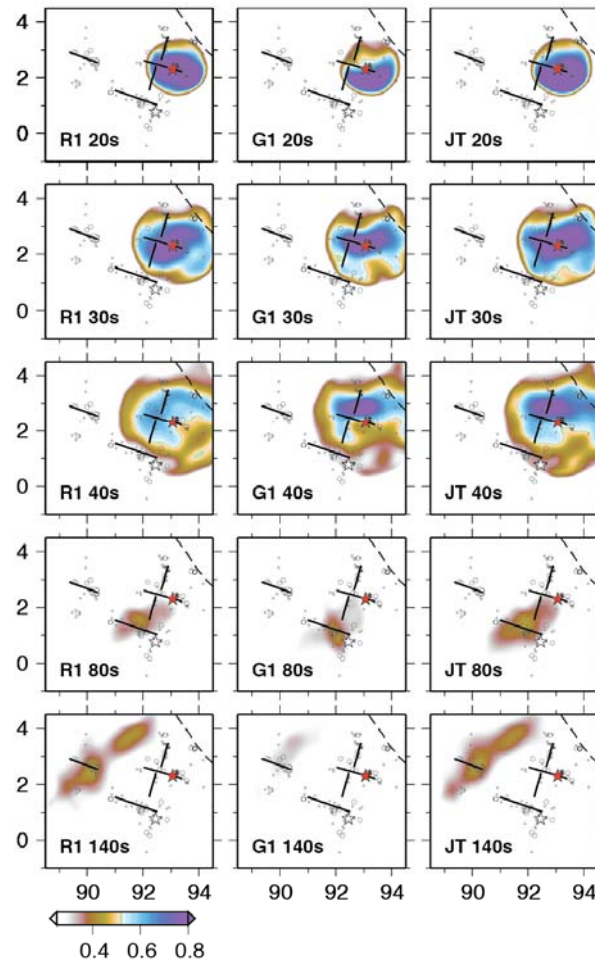 4
2
0
R1 20s
G1 20s
JT 20s
4
2
0
R1 30s
G1 30s
JT 30s
4
2
0
R1 40s
G1 40s
JT 40s
4
2
0
R1 80s
G1 80s
JT 80s
4
2
0
R1 140s
G1 140s
JT 140s
90 92 94 90 92 94 90 92 94
0.4 0.6 0.8